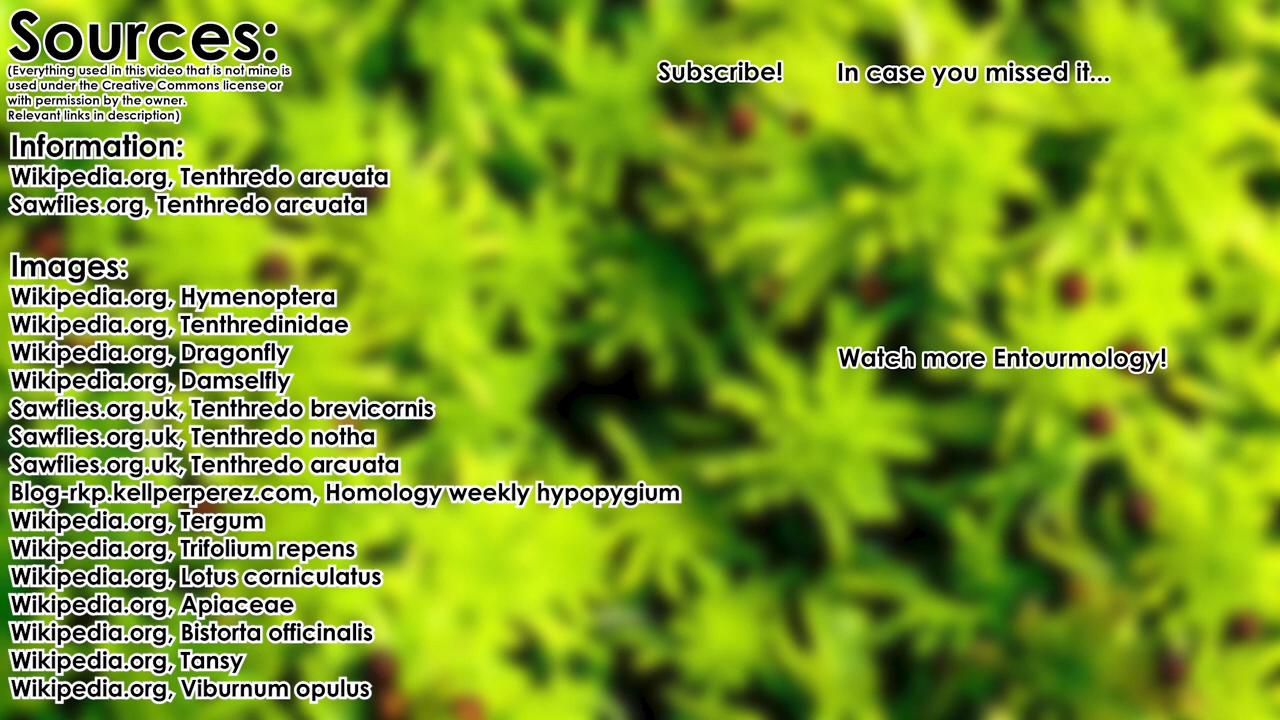 Sources:
(Everything used in this video that is not mine is
used under the Creative Commons license or
with permission by the owner.
Relevant links in description)
Information:
Wikipedia.org, Tenthredo arcuata
Sawflies.org, Tenthredo arcuata
Images:
Wikipedia.org, Hymenoptera
Wikipedia.org, Tenthredinidae
Wikipedia.org, Dragonfly
Wikipedia.org, Damselfly
Sawflies.org.uk, Tenthredo brevicornis
Sawflies.org.uk, Tenthredo notha
Sawflies.org.uk, Tenthredo arcuata
Blog-rkp.kellperperez.com, Homology weekly hypopygium
Wikipedia.org, Tergum
Wikipedia.org, Trifolium repens
Wikipedia.org, Lotus corniculatus
Wikipedia.org, Apiaceae
Wikipedia.org, Bistorta officinalis
Wikipedia.org, Tansy
Wikipedia.org, Viburnum opulus
Subscribe!
In case you missed it...
Watch more Entourmology!